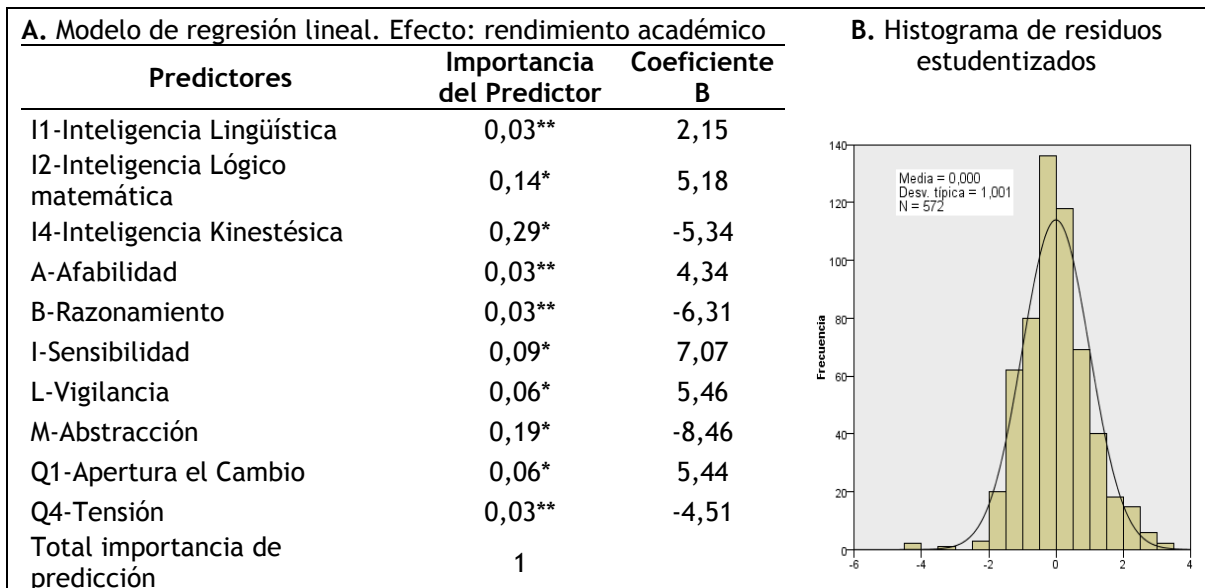 A. Modelo de regresión lineal. Efecto: rendimiento académico
Predictores
Importancia del Predictor
Coeficiente B
I1-Inteligencia Lingüística 0,03** 2,15
I2-Inteligencia Lógico
matemática 0,14* 5,18
I4-Inteligencia Kinestésica 0,29* -5,34
A-Afabilidad 0,03** 4,34
B-Razonamiento 0,03** -6,31
I-Sensibilidad 0,09* 7,07
L-Vigilancia 0,06* 5,46
M-Abstracción 0,19* -8,46
Q1-Apertura el Cambio 0,06* 5,44
Q4-Tensión 0,03** -4,51
Total importancia de
predicción 1
B. Histograma de residuos
estudentizados
Media = 0,000
Desv. típica = 1,001
N = 572
Frecuencia
140
120
100
80
60
40
20
0
-6 -4 -2 0 2 4